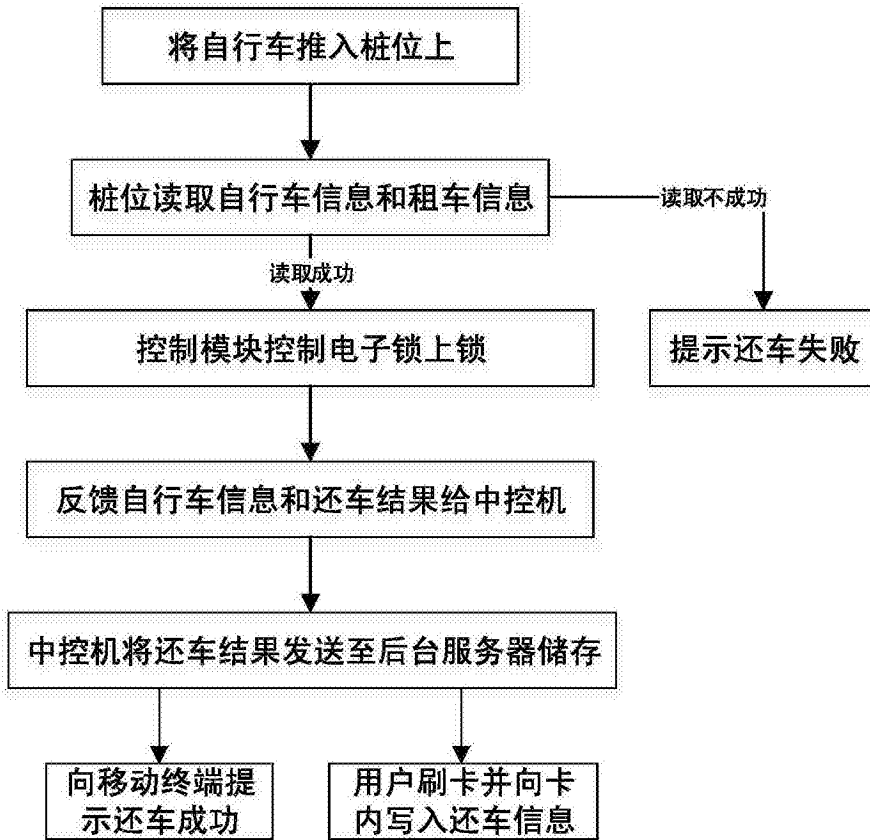 将自行车推入桩位上
桩位读取自行车信息和租车信息
读取不成功
读取成功
控制模块控制电子锁上锁
提示还车失败
反馈自行车信息和还车结果给中控机
中控机将还车结果发送至后台服务器储存
向移动终端提
示还车成功
用户刷卡并向卡
内写入还车信息